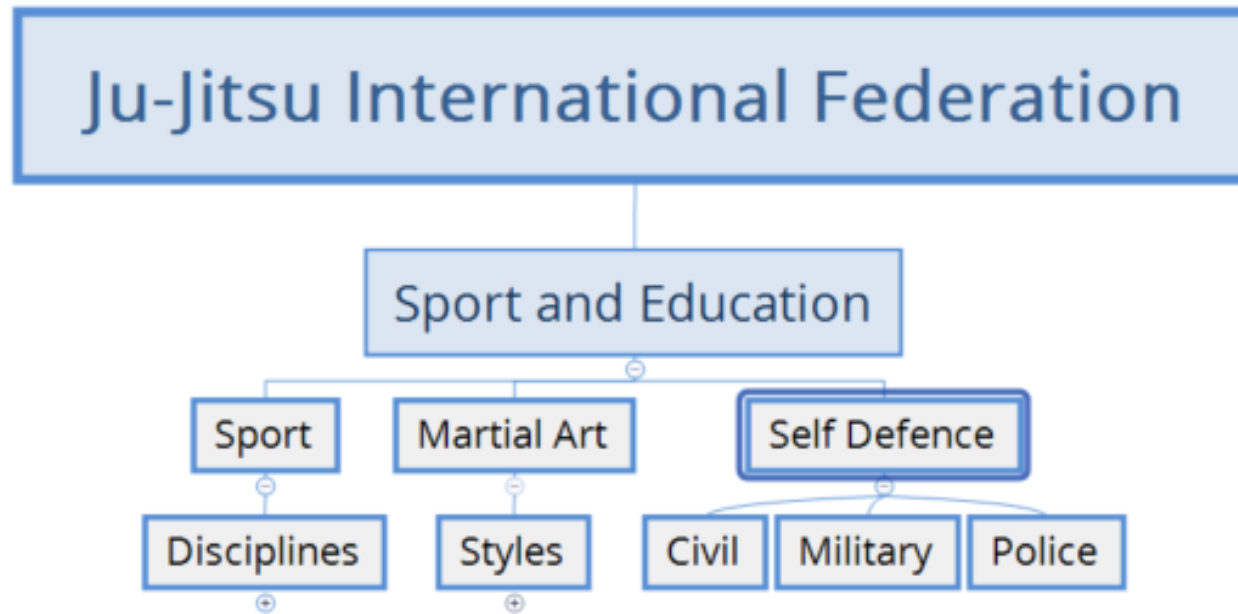 Ju-Jitsu International Federation
Sport and Education
Sport
Martial Art
Self Defence
Disciplines
Styles
Civil
Military
Police